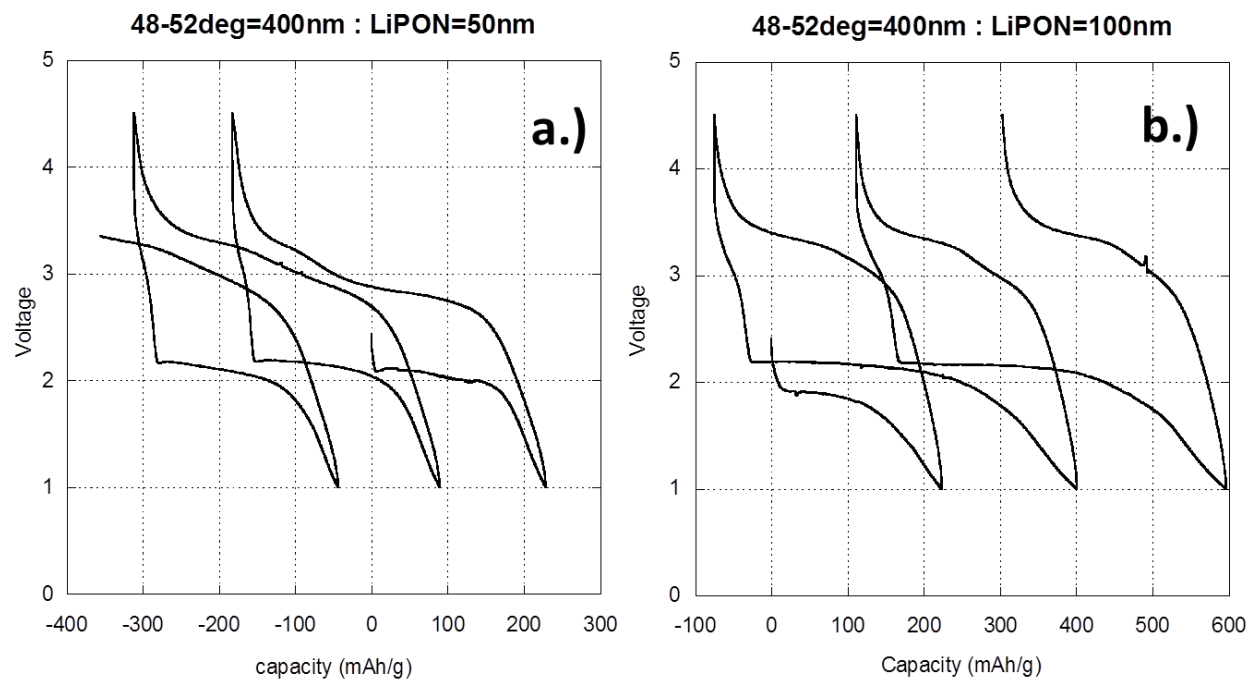 48-52deg=400nm : LiPON=50nm
a.)
5
4
3
2
1
0
Voltage
-400 -300 -200 -100 0 100 200 300
capacity (mAh/g)
48-52deg=400nm : LiPON=100nm
b.)
5
4
3
2
1
0
Voltage
-100 0 100 200 300 400 500 600
Capacity (mAh/g)